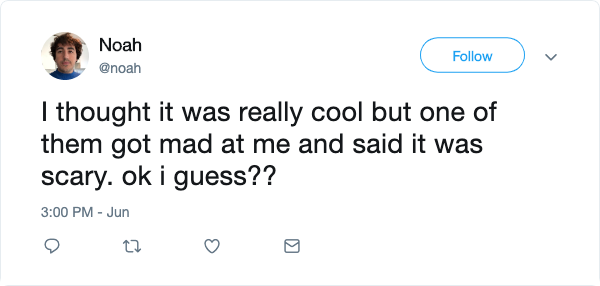 Noah
@noah
Follow
I thought it was really cool but one of
them got mad at me and said it was
scary. ok i guess??
3:00 PM - Jun